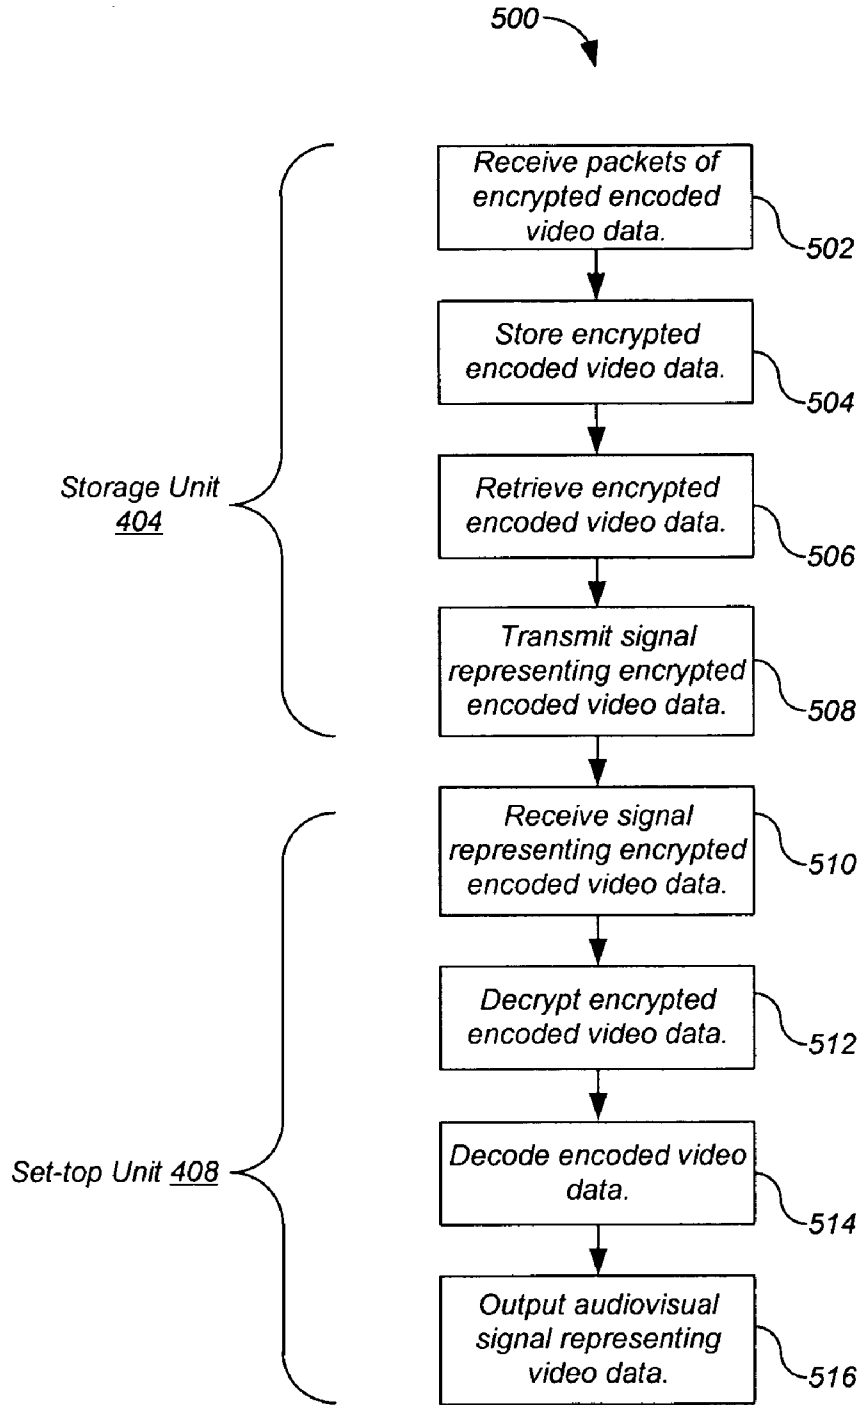 500
Receive packets of
encrypted encoded
video data.
502
Store encrypted
encoded video data.
504
Storage Unit
404
Retrieve encrypted
encoded video data.
506
Transmit signal
representing encrypted
encoded video data.
508
Receive signal
representing encrypted
encoded video data.
510
Decrypt encrypted
encoded video data.
512
Set-top Unit 408
Decode encoded video
data.
514
Output audiovisual
signal representing
video data.
516